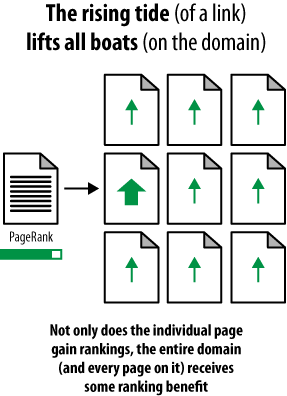 The rising tide (of a link)
lifts all boats (on the domain)
PageRank
Not only does the individual page
gain rankings, the entire domain
(and every page on it) receives
some ranking benefit